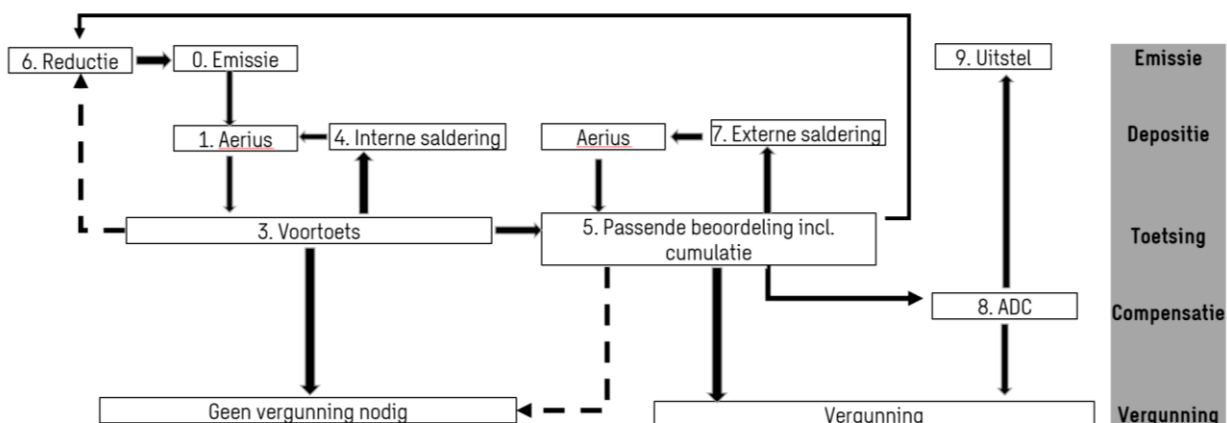 6. Reductie
0. Emissie
9. Uitstel
Emissie
1. Aerius
4. Interne saldering
Aerius
7. Externe saldering
Depositie
3. Voortoets
5. Passende beoordeling incl.
cumulatie
Toetsing
8. ADC
Compensatie
Geen vergunning nodig
Vergunning
Vergunning